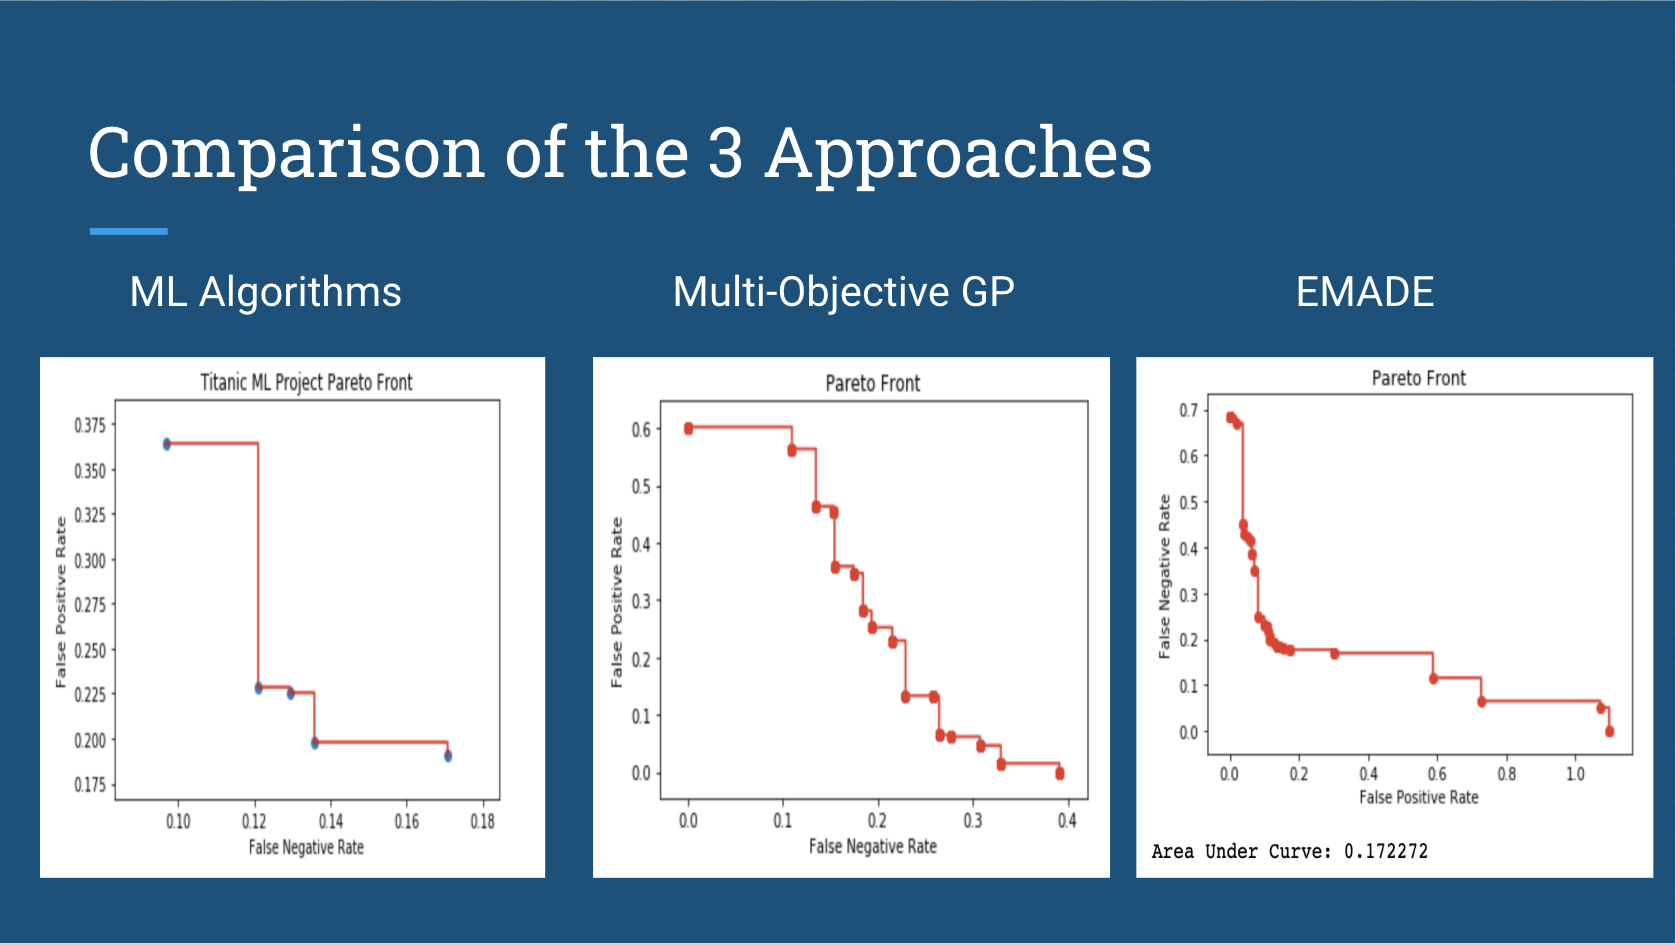 Comparison of the 3 Approaches
ML Algorithms
Multi-Objective GP
EMADE
Titanic ML Project Pareto Front
False Positive Rate
0.375
0.350
0.325
0.300
0.275
0.250
0.225
0.200
0.175
0.10 0.12 0.14 0.16 0.18
False Negative Rate
Pareto Front
False Positive Rate
0.6
0.5
0.4
0.3
0.2
0.1
0.0
0.0 0.1 0.2 0.3 0.4
False Negative Rate
Pareto Front
False Negative Rate
0.7
0.6
0.5
0.4
0.3
0.2
0.1
0.0
0.0 0.2 0.4 0.6 0.8 1.0
False Positive Rate
Area Under Curve: 0.172272